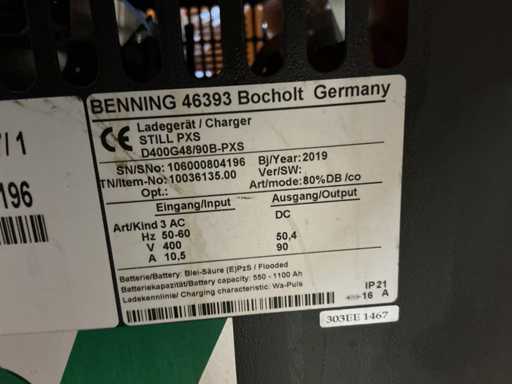 BENNING 46393 Bocholt Germany
CE Ladegerät / Charger
STILL PXS
D400G48/90B-PXS
SN/SNo: 106000804196 Bj/Year: 2019
TN/Item-No: 10036135.00 Ver/SW:
Opt.: Art/mode: 80%DB /co
Eingang/Input Ausgang/Output
Art/Kind 3 AC DC
Hz 50-60
V 400 50,4
A 10,5 90
Batterie/Battery: Blei-Säure (E)PzS / Flooded
Batteriekapazität/Battery capacity: 550 - 1100 Ah
Ladekennlinie/ Charging characteristic: Wa-Puls
IP 21
16 A
303EE 1467
/ 1
196